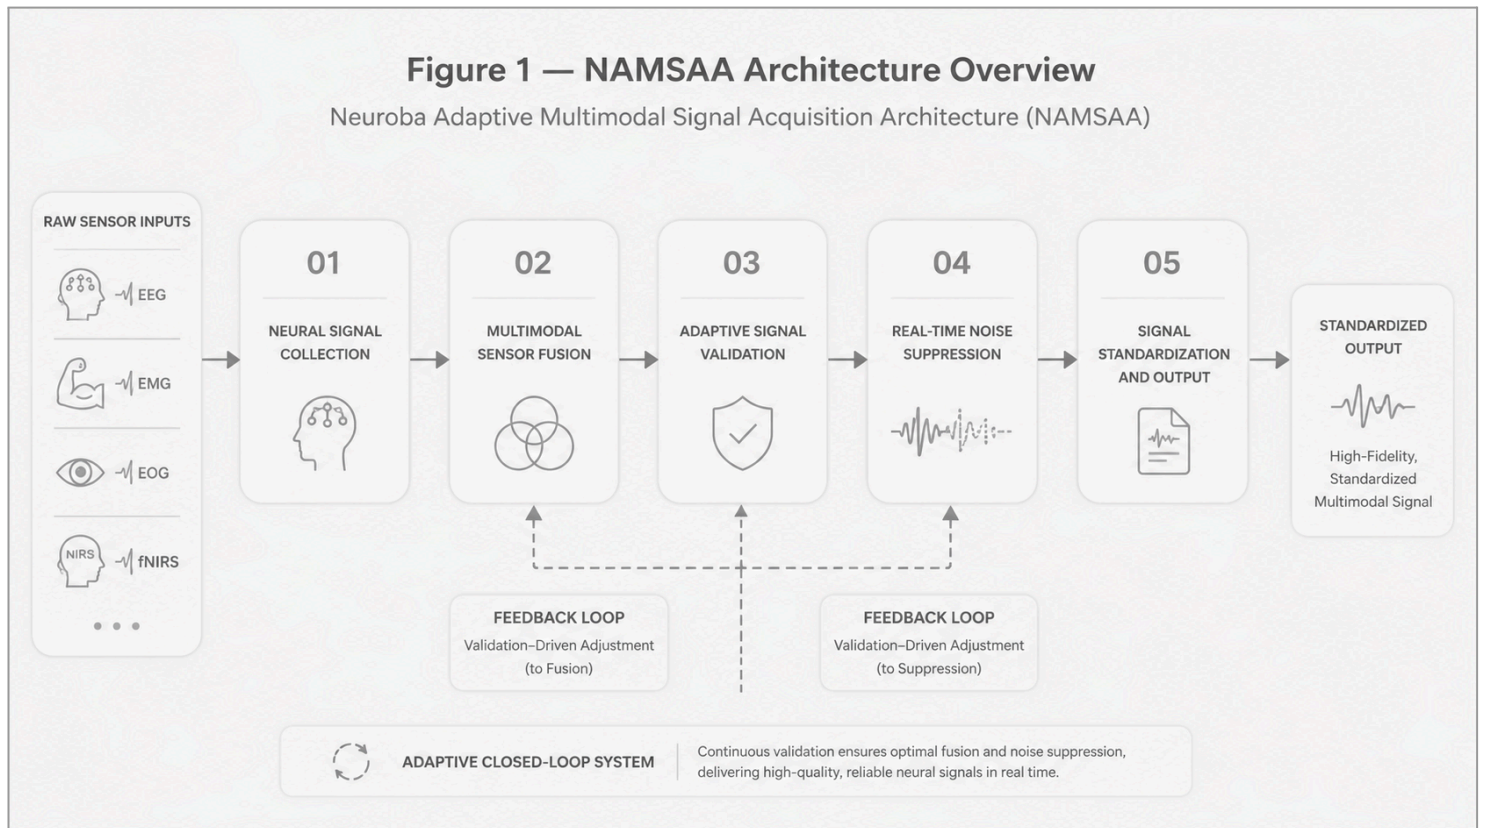 Figure 1 — NAMSAA Architecture Overview
Neuroba Adaptive Multimodal Signal Acquisition Architecture (NAMSAA)
RAW SENSOR INPUTS
EEG
EMG
EOG
NIRS
fNIRS
01
NEURAL SIGNAL
COLLECTION
02
MULTIMODAL
SENSOR FUSION
03
ADAPTIVE SIGNAL
VALIDATION
04
REAL-TIME NOISE
SUPPRESSION
05
SIGNAL
STANDARDIZATION
AND OUTPUT
STANDARDIZED
OUTPUT
High-Fidelity,
Standardized
Multimodal Signal
FEEDBACK LOOP
Validation–Driven Adjustment
(to Fusion)
FEEDBACK LOOP
Validation–Driven Adjustment
(to Suppression)
ADAPTIVE CLOSED-LOOP SYSTEM
Continuous validation ensures optimal fusion and noise suppression,
delivering high-quality, reliable neural signals in real time.